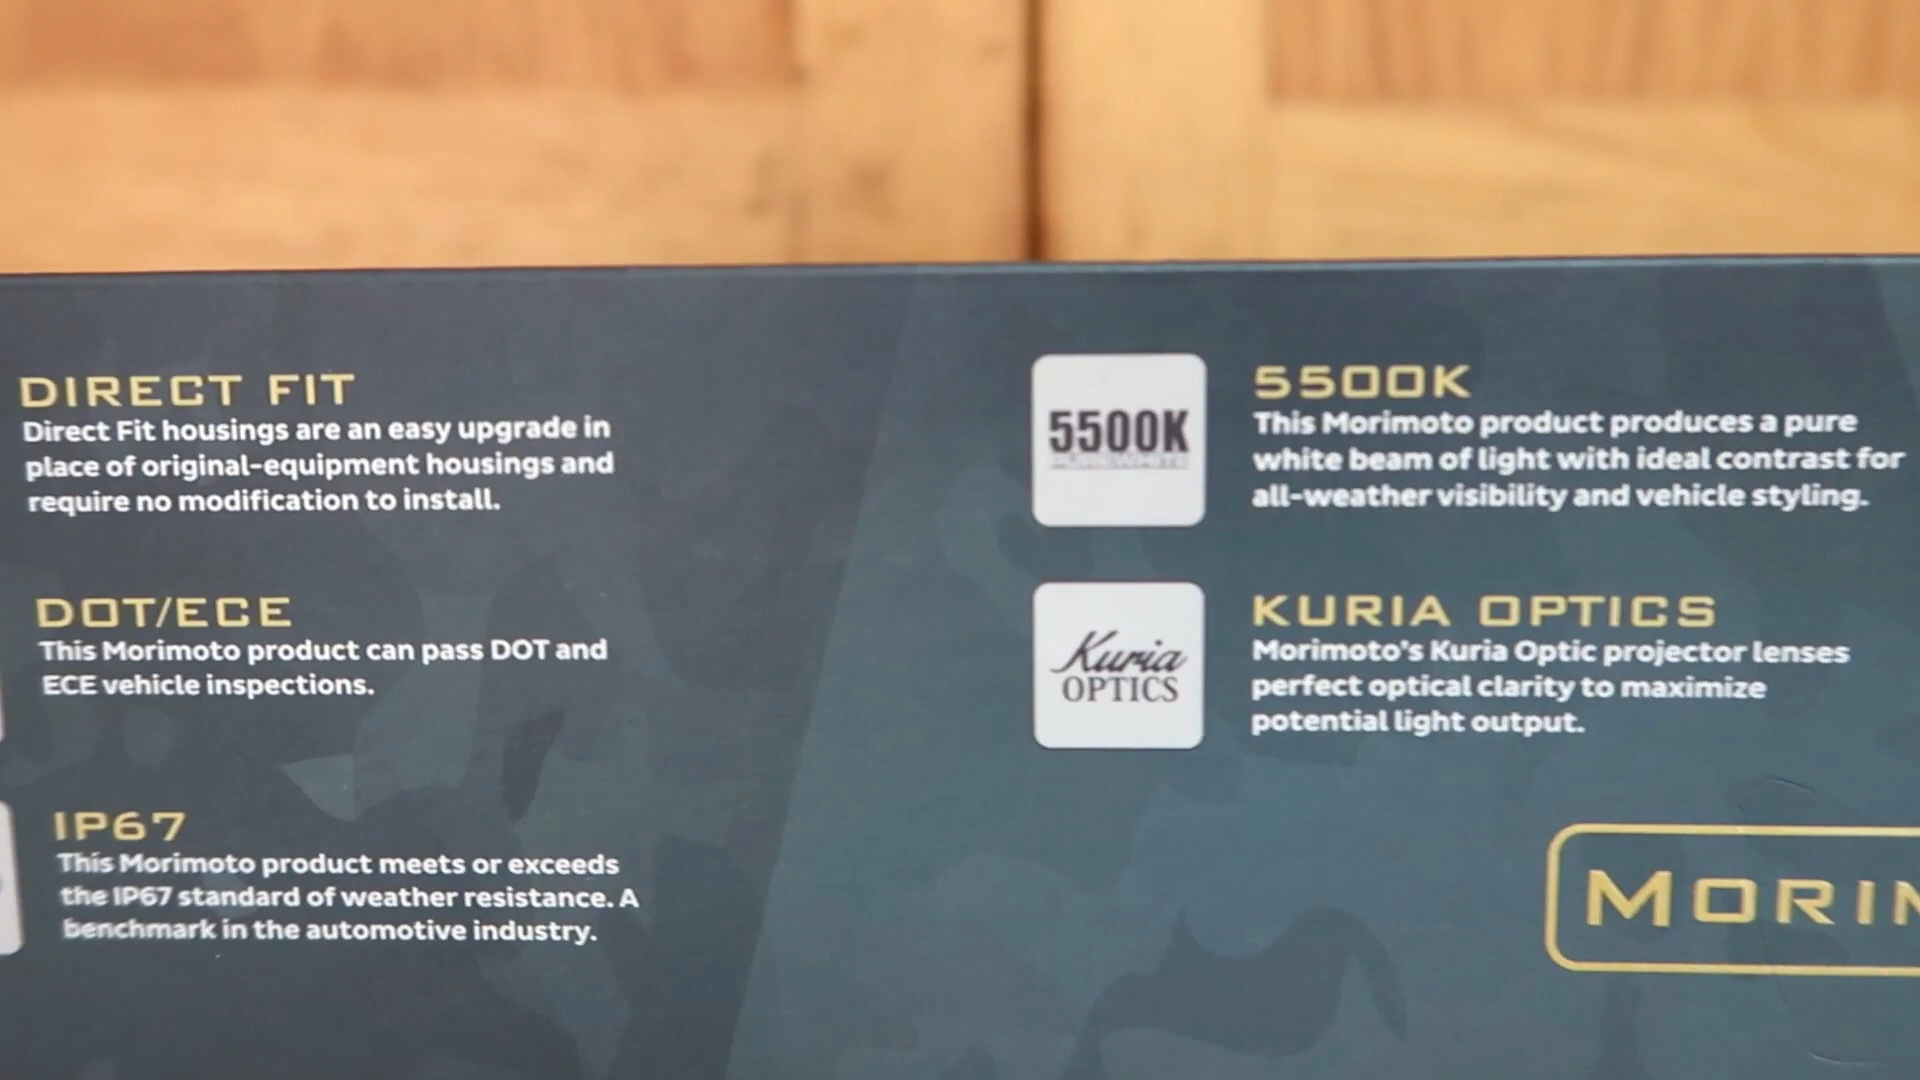 DIRECT FIT
Direct Fit housings are an easy upgrade in
place of original-equipment housings and
require no modification to install.
DOT/ECE
This Morimoto product can pass DOT and
ECE vehicle inspections.
IP67
This Morimoto product meets or exceeds
the IP67 standard of weather resistance. A
benchmark in the automotive industry.
5500K
PURE WHITE
5500K
This Morimoto product produces a pure
white beam of light with ideal contrast for
all-weather visibility and vehicle styling.
Kuria
OPTICS
KURIA OPTICS
Morimoto's Kuria Optic projector lenses
perfect optical clarity to maximize
potential light output.
MORIM